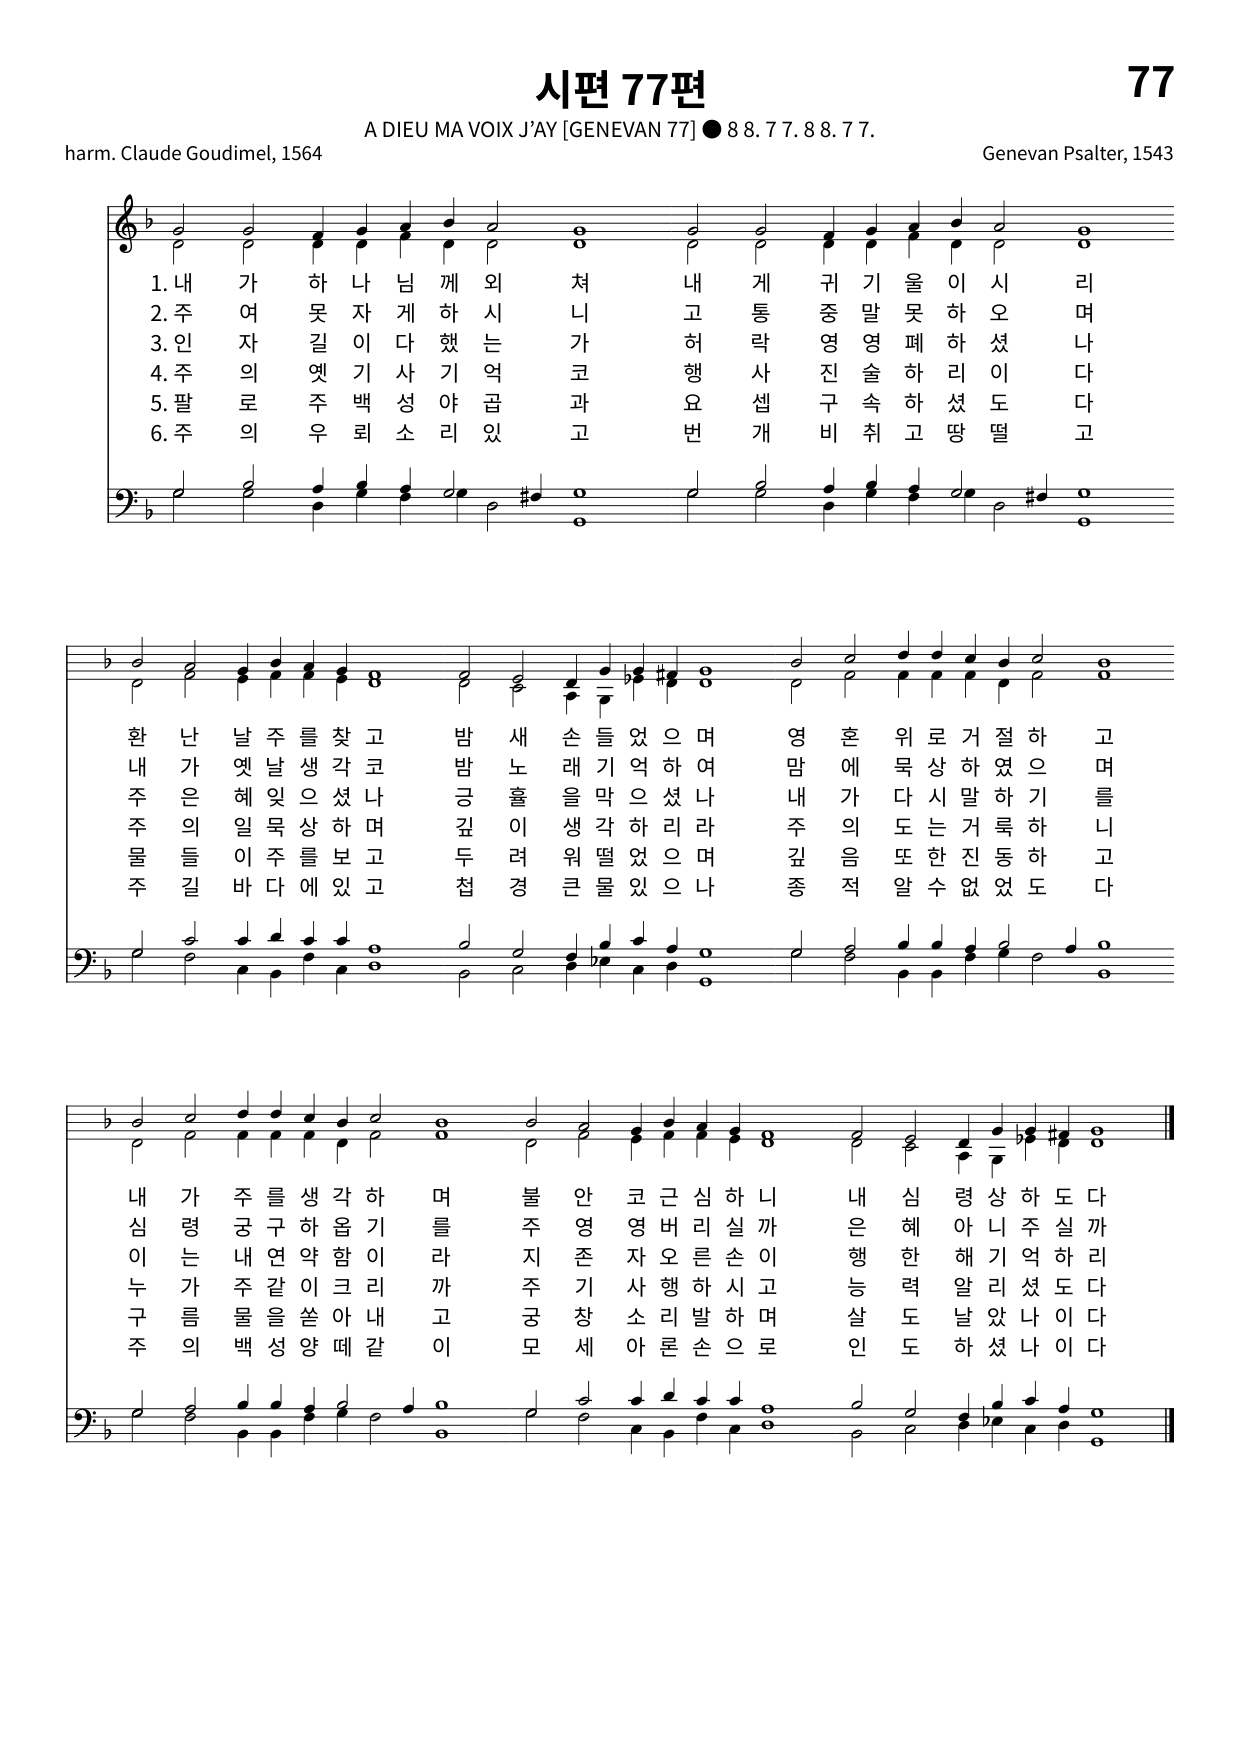 시편 77편
77
A DIEU MA VOIX J’AY [GENEVAN 77] ● 8 8. 7 7. 8 8. 7 7.
harm. Claude Goudimel, 1564
Genevan Psalter, 1543
1. 내 가 하 나 님 께 외 쳐 내 게 귀 기 울 이 시 리
2. 주 여 못 자 게 하 시 니 고 통 중 말 못 하 오 며
3. 인 자 길 이 다 했 는 가 허 락 영 영 폐 하 셨 나
4. 주 의 옛 기 사 기 억 코 행 사 진 술 하 리 이 다
5. 팔 로 주 백 성 야 곱 과 요 셉 구 속 하 셨 도 다
6. 주 의 우 뢰 소 리 있 고 번 개 비 취 고 땅 떨 고
환 난 날 주 를 찾 고 밤 새 손 들 었 으 며 영 혼 위 로 거 절 하 고
내 가 옛 날 생 각 코 밤 노 래 기 억 하 여 맘 에 묵 상 하 였 으 며
주 은 혜 잊 으 셨 나 긍 휼 을 막 으 셨 나 내 가 다 시 말 하 기 를
주 의 일 묵 상 하 며 깊 이 생 각 하 리 라 주 의 도 는 거 룩 하 니
물 들 이 주 를 보 고 두 려 워 떨 었 으 며 깊 음 또 한 진 동 하 고
주 길 바 다 에 있 고 첩 경 큰 물 있 으 나 종 적 알 수 없 었 도 다
내 가 주 를 생 각 하 며 불 안 코 근 심 하 니 내 심 령 상 하 도 다
심 령 궁 구 하 옵 기 를 주 영 영 버 리 실 까 은 혜 아 니 주 실 까
이 는 내 연 약 함 이 라 지 존 자 오 른 손 이 행 한 해 기 억 하 리
누 가 주 같 이 크 리 까 주 기 사 행 하 시 고 능 력 알 리 셨 도 다
구 름 물 을 쏟 아 내 고 궁 창 소 리 발 하 며 살 도 날 았 나 이 다
주 의 백 성 양 떼 같 이 모 세 아 론 손 으 로 인 도 하 셨 나 이 다